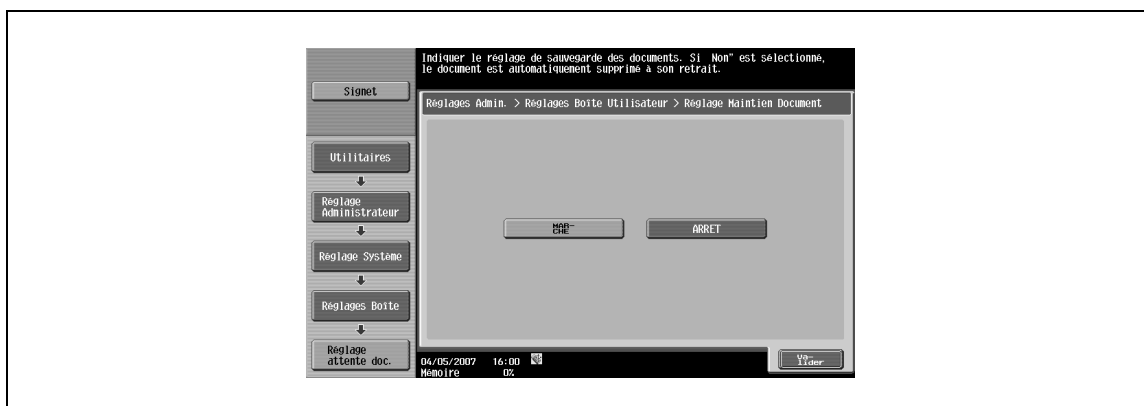 Indiquer le réglage de sauvegarde des documents. Si  Non" est sélectionné,
le document est automatiquement supprimé à son retrait.
Signet
Réglages Admin. > Réglages Boîte Utilisateur > Réglage Maintien Document
Utilitaires
Réglage
Administrateur
Réglage Système
Réglages Boîte
Réglage
attente doc.
MAR-
CHE
ARRET
04/05/2007 16:00
Mémoire 0%
Va-
lider